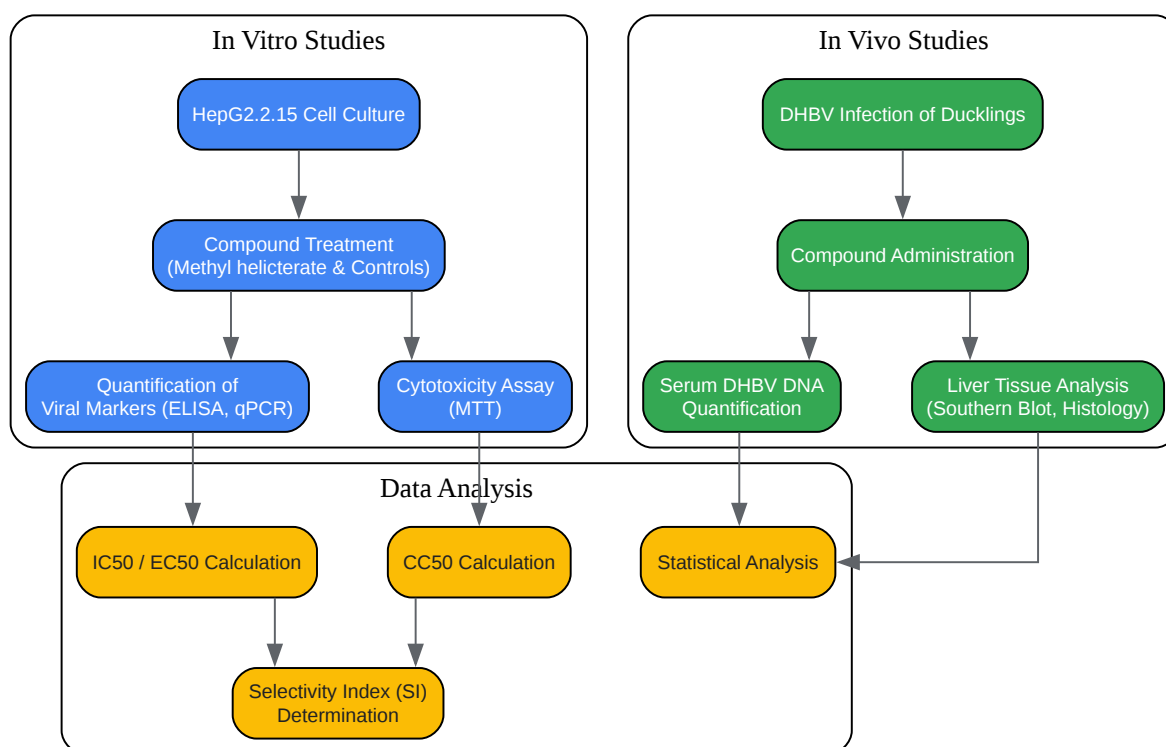 In Vitro Studies
HepG2.2.15 Cell Culture
Compound Treatment
(Methyl helicterate & Controls)
Quantification of
Viral Markers (ELISA, qPCR)
Cytotoxicity Assay
(MTT)
In Vivo Studies
DHBV Infection of Ducklings
Compound Administration
Serum DHBV DNA
Quantification
Liver Tissue Analysis
(Southern Blot, Histology)
Data Analysis
IC50 / EC50 Calculation
CC50 Calculation
Statistical Analysis
Selectivity Index (SI)
Determination